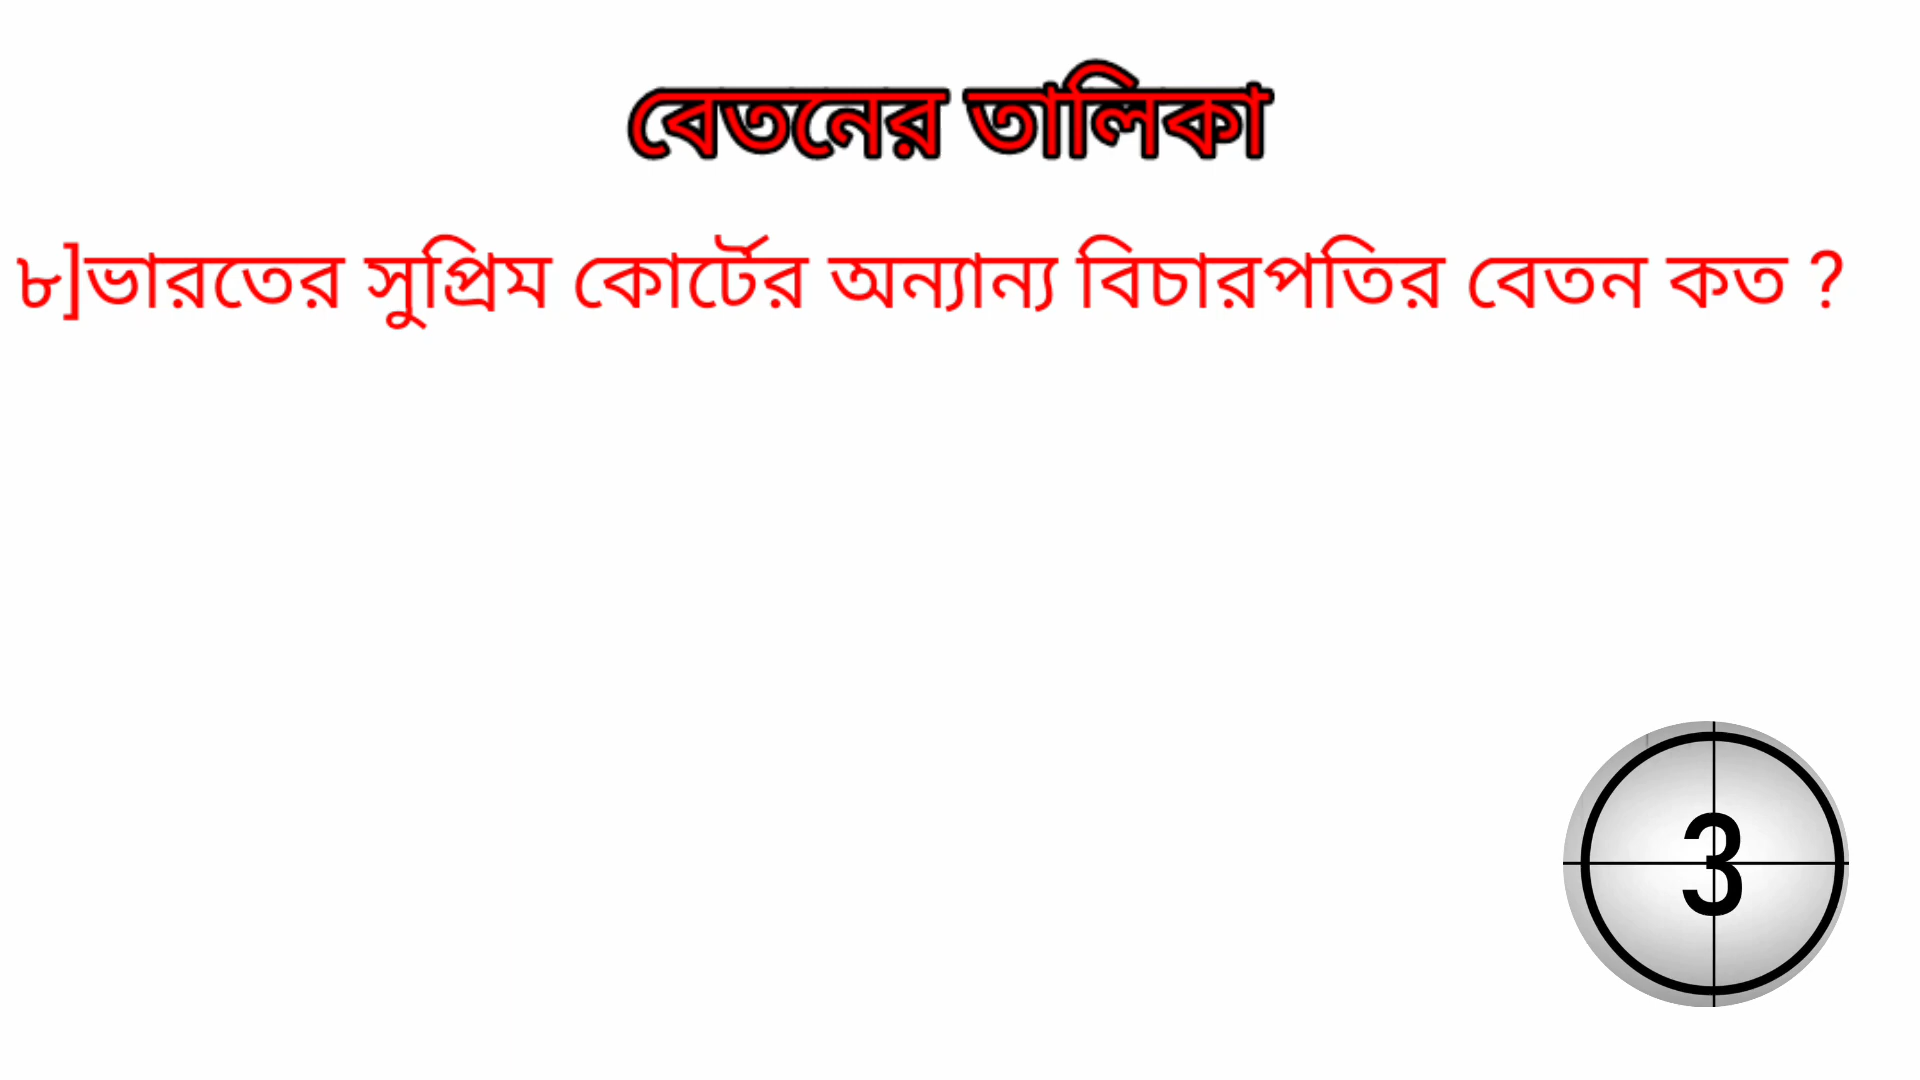 বেতনের তালিকা
৮]ভারতের সুপ্রিম কোর্টের অন্যান্য বিচারপতির বেতন কত ?
3